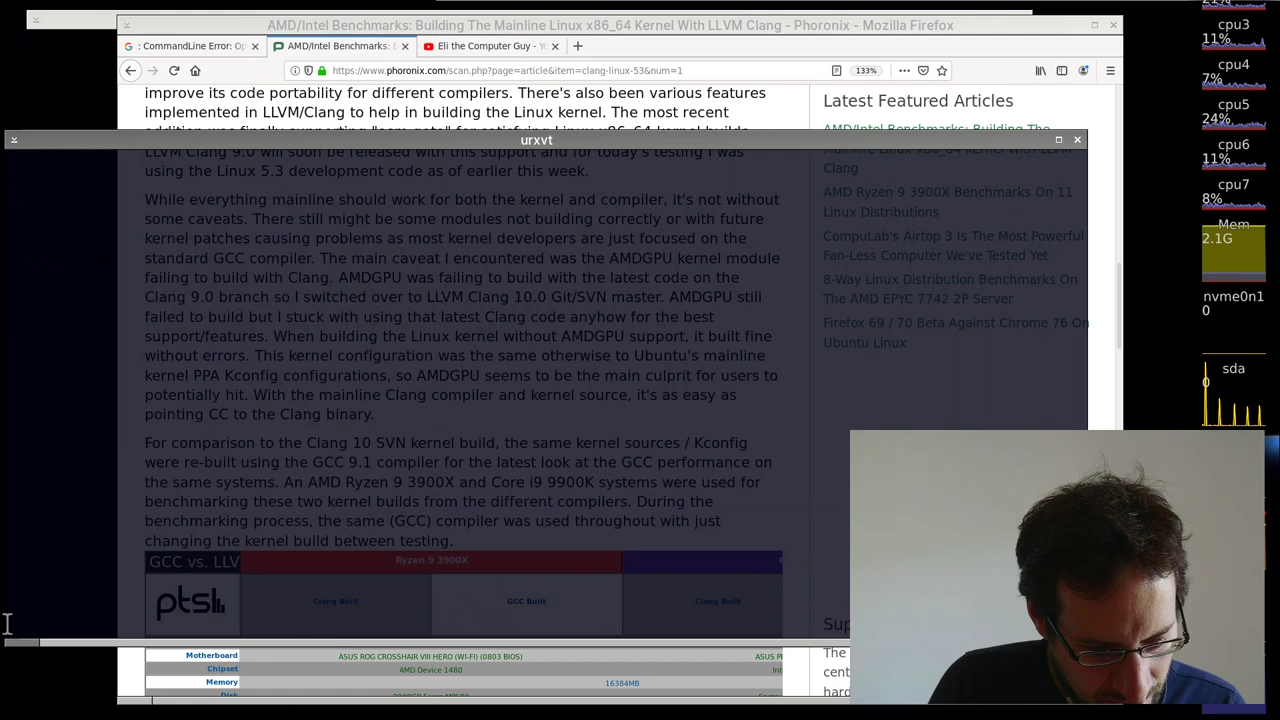 AMD/Intel Benchmarks: Building The Mainline Linux x86_64 Kernel With LLVM Clang - Phoronix - Mozilla Firefox
: CommandLine Error: Op
AMD/Intel Benchmarks: B
Eli the Computer Guy - Y
https://www.phoronix.com/scan.php?page=article&item=clang-linux-53&num=1
133%
improve its code portability for different compilers. There's also been various features
implemented in LLVM/Clang to help in building the Linux kernel. The most recent
urxvt
LLVM Clang 9.0 will soon be released with this support and for today's testing I was
using the Linux 5.3 development code as of earlier this week.
While everything mainline should work for both the kernel and compiler, it's not without
some caveats. There still might be some modules not building correctly or with future
kernel patches causing problems as most kernel developers are just focused on the
standard GCC compiler. The main caveat I encountered was the AMDGPU kernel module
failing to build with Clang. AMDGPU was failing to build with the latest code on the
Clang 9.0 branch so I switched over to LLVM Clang 10.0 Git/SVN master. AMDGPU still
failed to build but I stuck with using that latest Clang code anyhow for the best
support/features. When building the Linux kernel without AMDGPU support, it built fine
without errors. This kernel configuration was the same otherwise to Ubuntu's mainline
kernel PPA Kconfig configurations, so AMDGPU seems to be the main culprit for users to
potentially hit. With the mainline Clang compiler and kernel source, it's as easy as
pointing CC to the Clang binary.
For comparison to the Clang 10 SVN kernel build, the same kernel sources / Kconfig
were re-built using the GCC 9.1 compiler for the latest look at the GCC performance on
the same systems. An AMD Ryzen 9 3900X and Core i9 9900K systems were used for
benchmarking these two kernel builds from the different compilers. During the
benchmarking process, the same (GCC) compiler was used throughout with just
changing the kernel build between testing.
GCC vs. LLV
Ryzen 9 3900X
pts
Clang Built
GCC Built
Clang Built
Motherboard
ASUS ROG CROSSHAIR VIII HERO (WI-FI) (0803 BIOS)
ASUS P
Chipset
AMD Device 1480
Int
Memory
16384MB
Disk
Latest Featured Articles
AMD/Intel Benchmarks: Building The
Mainline Linux x86_64 Kernel With LLVM
Clang
AMD Ryzen 9 3900X Benchmarks On 11
Linux Distributions
CompuLab's Airtop 3 Is The Most Powerful
Fan-Less Computer We've Tested Yet
8-Way Linux Distribution Benchmarks On
The AMD EPYC 7742 2P Server
Firefox 69 / 70 Beta Against Chrome 76 On
Ubuntu Linux
Sup
The
cent
hard
cpu3
11%
cpu4
7%
cpu5
24%
cpu6
11%
cpu7
8%
Mem
2.1G
nvme0n1
0
sda
0